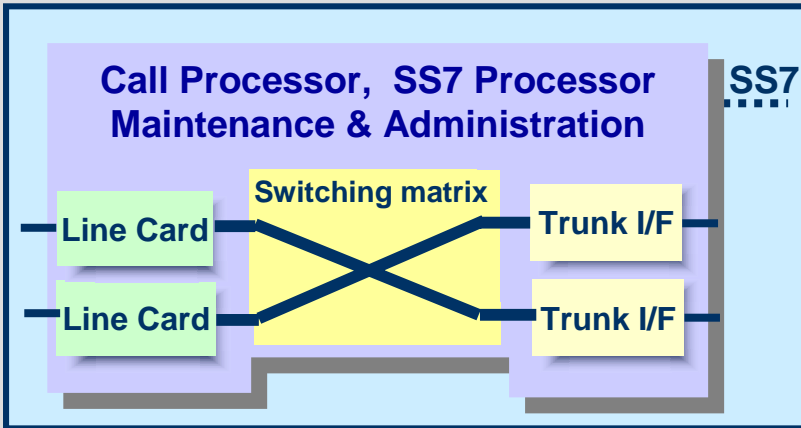 Call Processor, SS7 Processor
Maintenance & Administration
SS7
Switching matrix
Line Card
Trunk I/F
Line Card
Trunk I/F